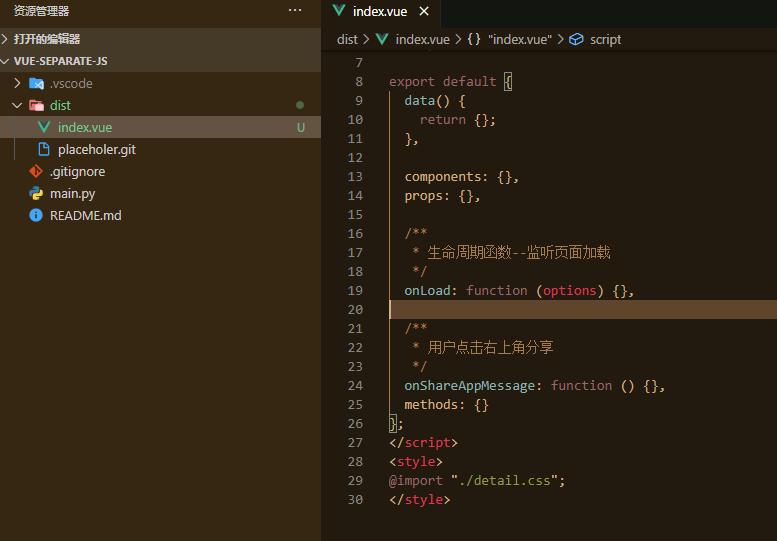 资源管理器
···
index.vue
打开的编辑器
dist > index.vue > {} "index.vue" > script
VUE-SEPARATE-JS
.vscode
dist
index.vue U
placeholer.git
.gitignore
main.py
README.md
7
8 export default {
9 data() {
10 return {};
11 },
12
13 components: {},
14 props: {},
15
16 /**
17 * 生命周期函数--监听页面加载
18 */
19 onLoad: function (options) {},
20
21 /**
22 * 用户点击右上角分享
23 */
24 onShareAppMessage: function () {},
25 methods: {}
26 };
27 </script>
28 <style>
29 @import "./detail.css";
30 </style>